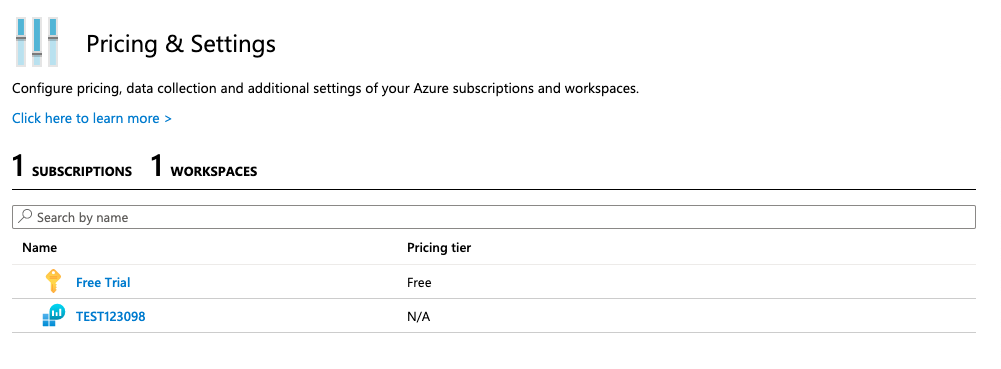 Pricing & Settings
Configure pricing, data collection and additional settings of your Azure subscriptions and workspaces.
Click here to learn more >
1 SUBSCRIPTIONS 1 WORKSPACES
Search by name
Name Pricing tier
Free Trial Free
TEST123098 N/A